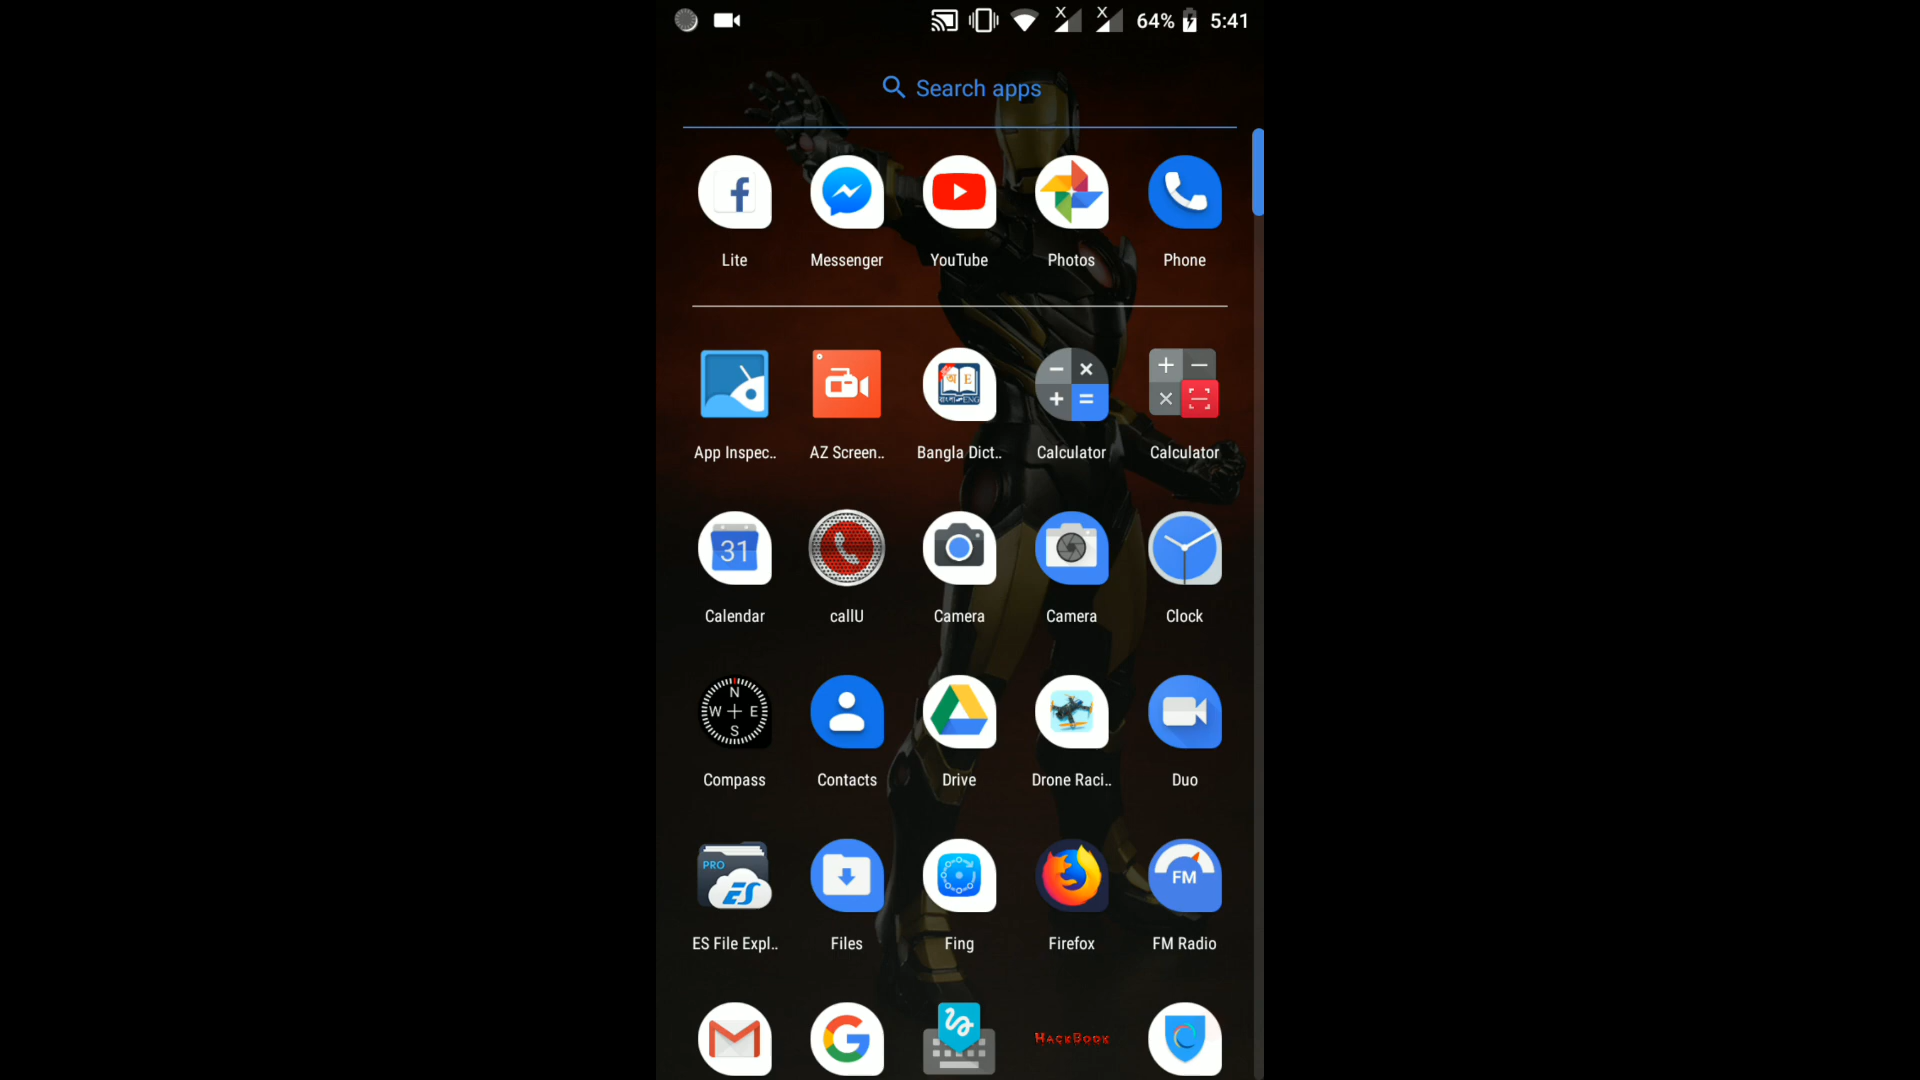 64% 5:41
Search apps
Lite Messenger YouTube Photos Phone
অ E
বাংলা ENG
App Inspec.. AZ Screen.. Bangla Dict.. Calculator Calculator
31
Calendar callU Camera Camera Clock
N
W E
S
Compass Contacts Drive Drone Raci.. Duo
PRO
ES FM
ES File Expl.. Files Fing Firefox FM Radio
HackBook